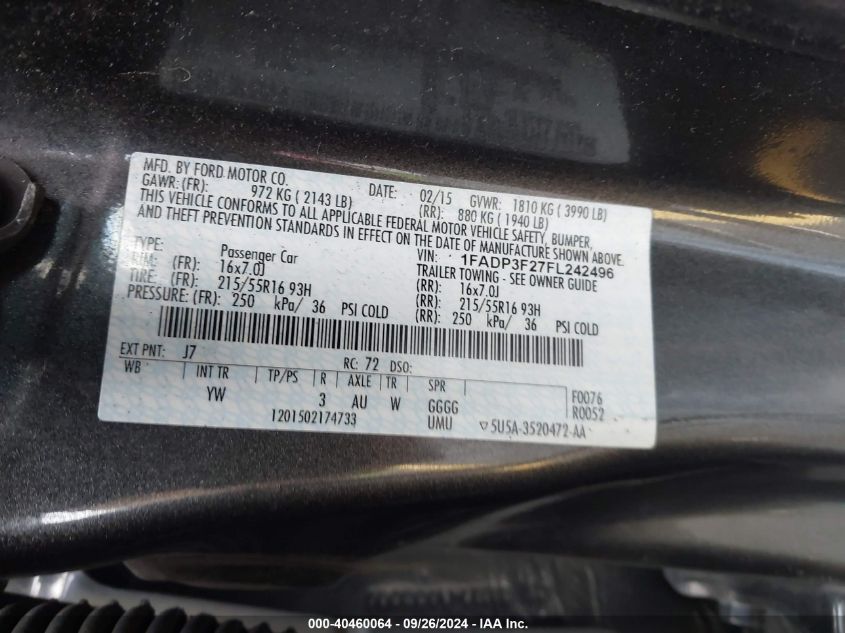 MFD. BY FORD MOTOR CO. DATE: 02/15 GVWR: 1810 KG ( 3990 LB)
GAWR: (FR): 972 KG ( 2143 LB) (RR): 880 KG ( 1940 LB)
THIS VEHICLE CONFORMS TO ALL APPLICABLE FEDERAL MOTOR VEHICLE SAFETY, BUMPER,
AND THEFT PREVENTION STANDARDS IN EFFECT ON THE DATE OF MANUFACTURE SHOWN ABOVE.
VIN: 1FADP3F27FL242496
TYPE: Passenger Car TRAILER TOWING - SEE OWNER GUIDE
RIM: (FR): 16x7.0J (RR): 16x7.0J
TIRE: (FR): 215/55R16 93H (RR): 215/55R16 93H
PRESSURE: (FR): 250 kPa/ 36 PSI COLD (RR): 250 kPa/ 36 PSI COLD
EXT PNT: J7 RC: 72 DSO:
WB INT TR TP/PS R AXLE TR SPR F0076
YW 3 AU W GGGG R0052
1201502174733 UMU ▽5U5A-3520472-AA
000-40460064 - 09/26/2024 - IAA Inc.